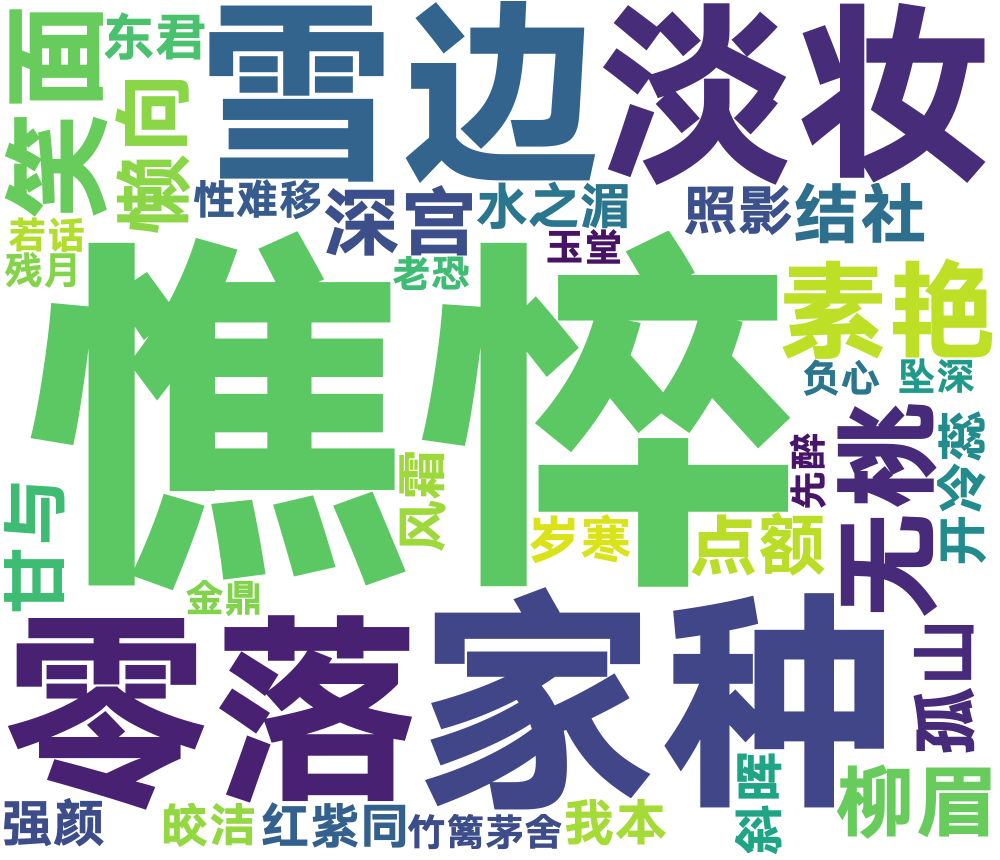 笑面
东君
懒向
雪边
淡妆
性难移
深宫
水之湄
照影
结社
若话
残月
老恐
玉堂
憔悴
素艳
负心
坠深
甘与
风霜
岁寒
点额
先醉
无桃
开冷蕊
金鼎
零落
家种
孤山
强颜
皎洁
红紫同
竹篱茅舍
我本
斜晖
柳眉